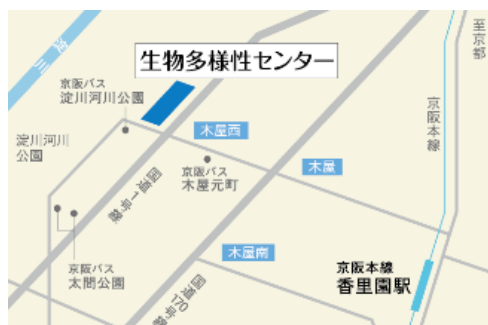 至京都
淀川
生物多様性センター
京阪バス
淀川河川公園
京阪本線
木屋西
淀川河川
公園
木屋
京阪バス
木屋元町
国道1号線
木屋南
京阪バス
太間公園
京阪本線
香里園駅
国道170号線